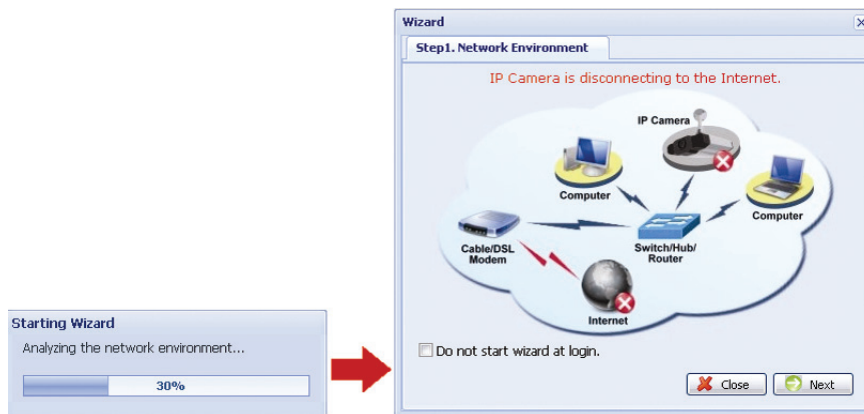 Starting Wizard
Analyzing the network environment...
30%
Wizard
Step1. Network Environment
IP Camera is disconnecting to the Internet.
IP Camera
Computer
Computer
Cable/DSL
Modem
Switch/Hub/
Router
Internet
Do not start wizard at login.
Close
Next